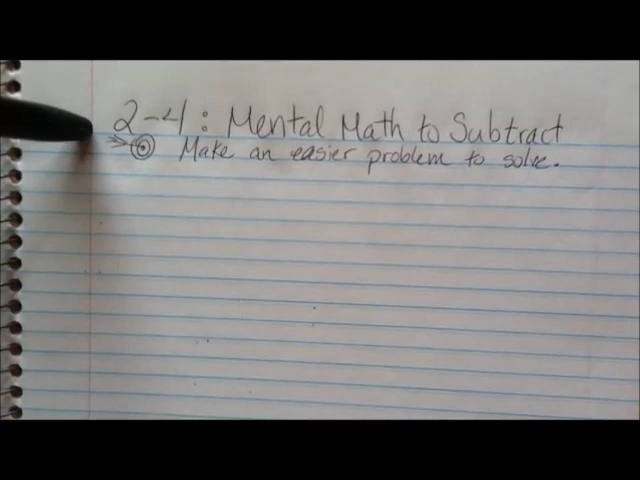 2-4: Mental Math to Subtract
Make an easier problem to solve.